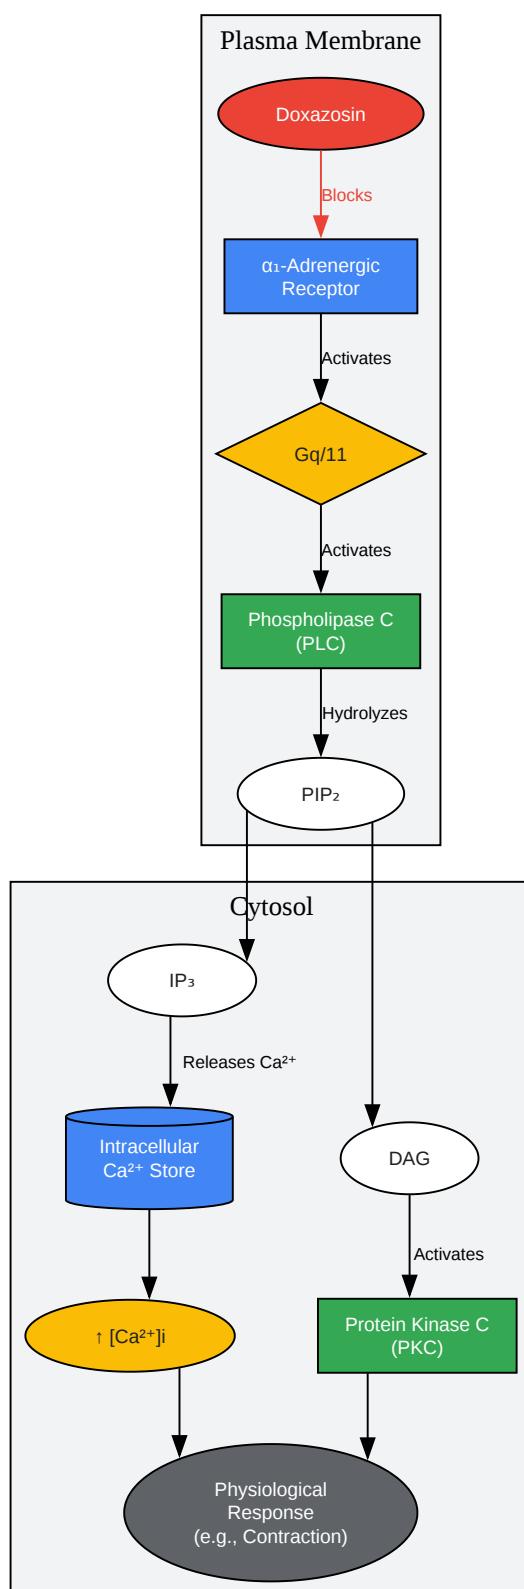 Plasma Membrane
Doxazosin
Blocks
α₁-Adrenergic
Receptor
Activates
Gq/11
Activates
Phospholipase C
(PLC)
Hydrolyzes
PIP₂
Cytosol
IP₃
Releases Ca²⁺
Intracellular
Ca²⁺ Store
DAG
Activates
↑ [Ca²⁺]i
Protein Kinase C
(PKC)
Physiological
Response
(e.g., Contraction)